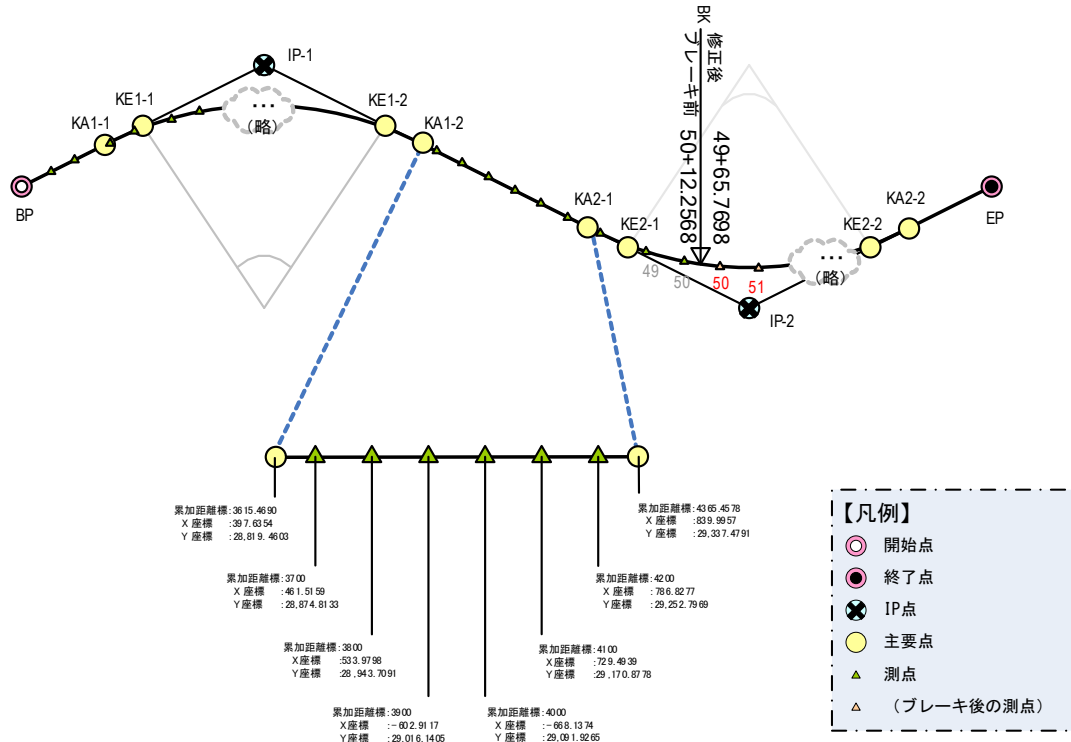 IP-1
KE1-1
KA1-1
…
(略)
KE1-2
KA1-2
BP
BK
修正後 49+65.7698
ブレーキ前 50+12.2568
KA2-1
KE2-1
49
50
50
51
…
(略)
KE2-2
KA2-2
EP
IP-2
累加距離標:3615.4690
X座標 :397.6354
Y座標 :28,819.4603
累加距離標:3700
X座標 :461.5159
Y座標 :28,874.8133
累加距離標:3800
X座標 :533.9798
Y座標 :28,943.7091
累加距離標:3900
X座標 :-602.9117
Y座標 :29,016.1405
累加距離標:4000
X座標 :-668.1374
Y座標 :29,091.9265
累加距離標:4100
X座標 :729.4939
Y座標 :29,170.8778
累加距離標:4200
X座標 :786.8277
Y座標 :29,252.7969
累加距離標:4365.4578
X座標 :839.9957
Y座標 :29,337.4791
【凡例】
開始点
終了点
IP点
主要点
測点
(ブレーキ後の測点)